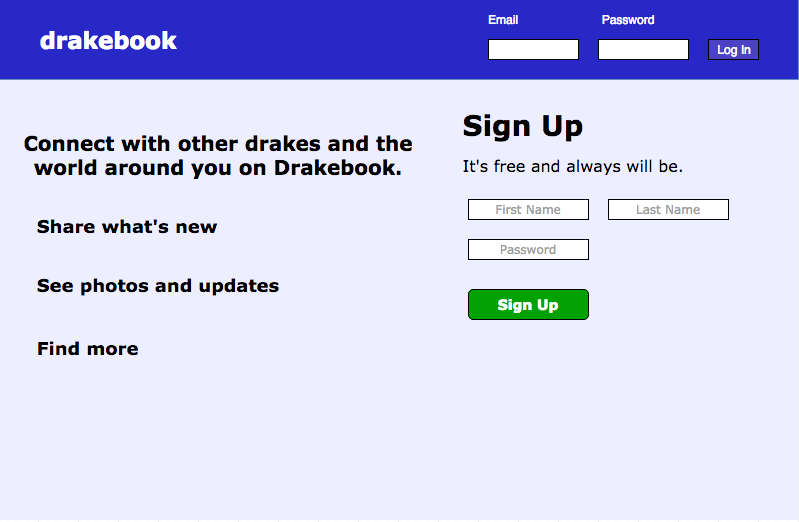 drakebook
Email Password
Log In
Connect with other drakes and the
world around you on Drakebook.
Share what's new
See photos and updates
Find more
Sign Up
It's free and always will be.
First Name Last Name
Password
Sign Up